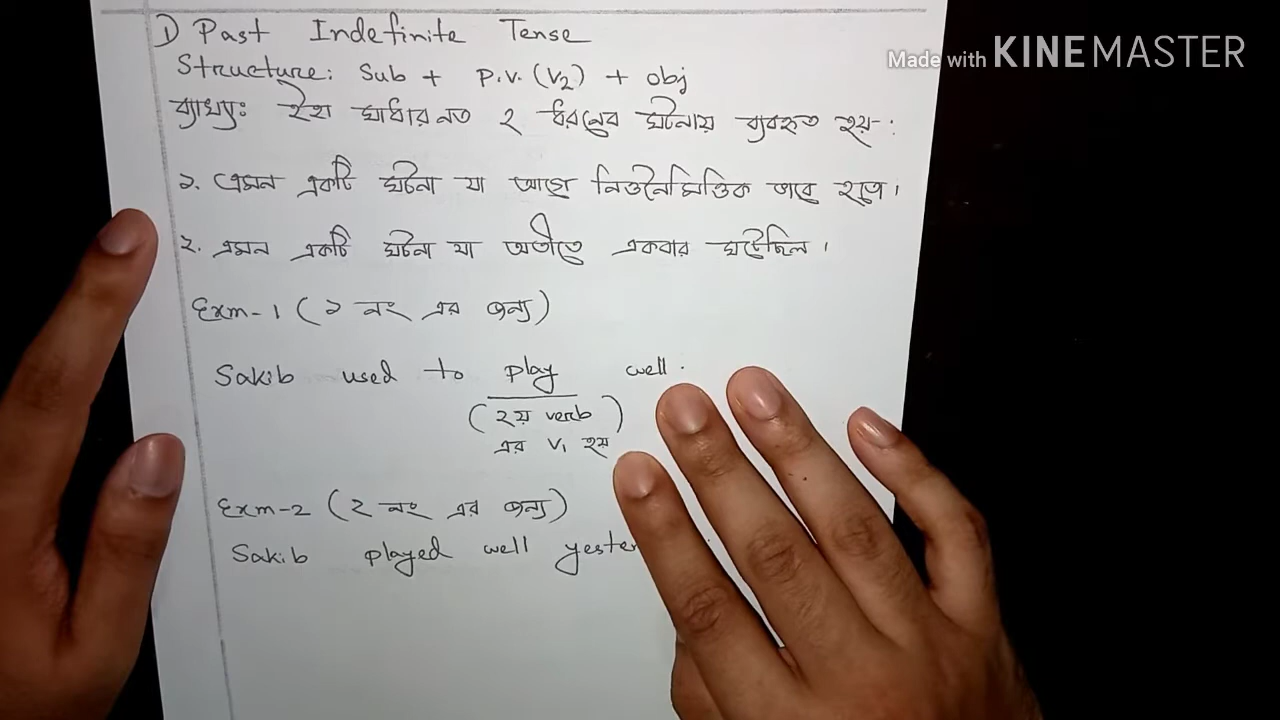 1) Past Indefinite Tense
Made with KINEMASTER
Structure: Sub + P.V. (V2) + obj
ব্যাখ্যাঃ ইহা সাধারনত ২ ধরনের ঘটনায় ব্যবহৃত হয়-:
১. এমন একটি ঘটনা যা আগে নিত্যনৈমিত্তিক ভাবে হতো।
২. এমন একটি ঘটনা যা অতীতে একবার ঘটেছিল।
Exm-1 (১ নং এর জন্য)
Sakib used to play well.
(২য় verb)
এর V1 হয়
Exm-2 (২ নং এর জন্য)
Sakib played well yester